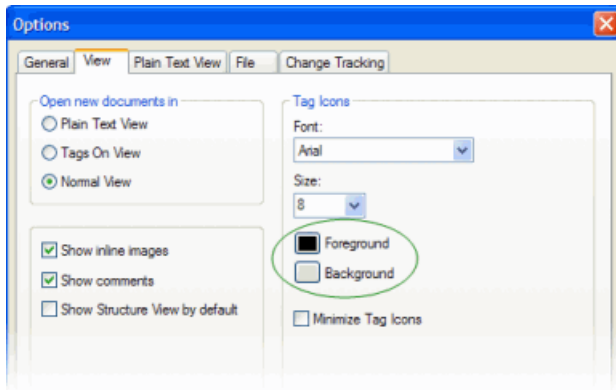 Options
General View Plain Text View File Change Tracking
Open new documents in
Plain Text View
Tags On View
Normal View
Show inline images
Show comments
Show Structure View by default
Tag Icons
Font:
Arial
Size:
8
Foreground
Background
Minimize Tag Icons